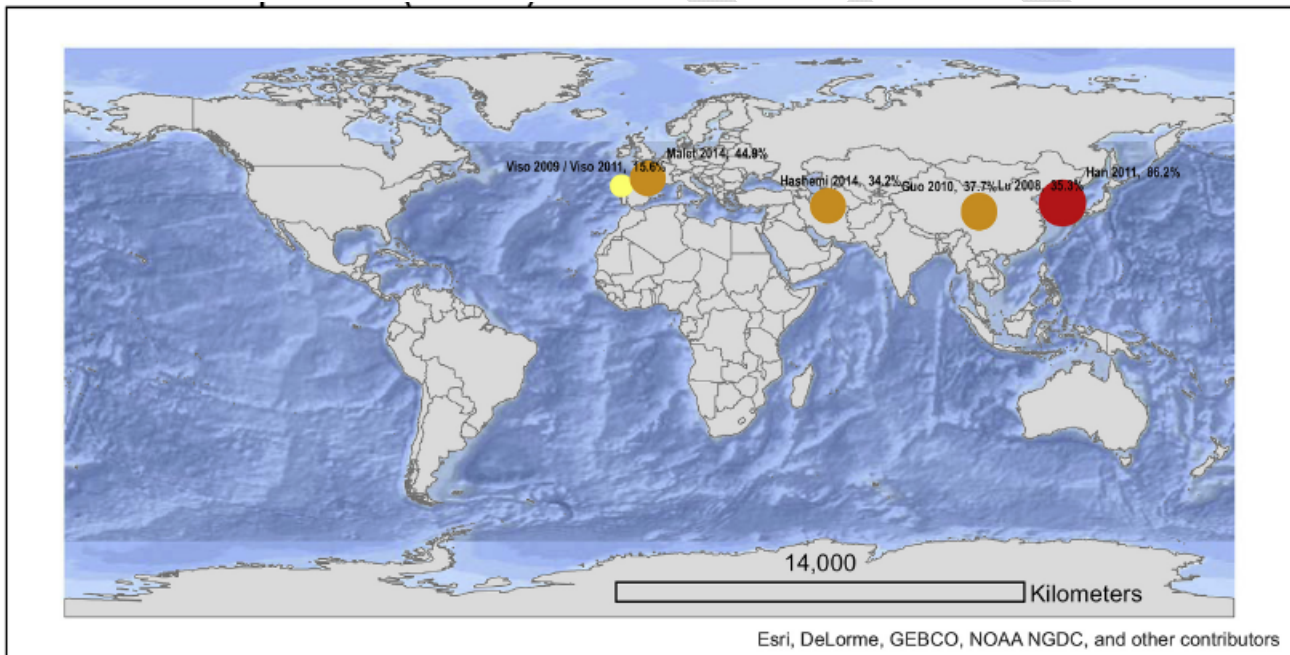 Malet 2014, 44.9%
Viso 2009 / Viso 2011, 15.6%
Han 2011, 86.2%
Hashemi 2014, 34.2%
Guo 2010, 37.7%
Lu 2008, 35.3%
14,000
Kilometers
Esri, DeLorme, GEBCO, NOAA NGDC, and other contributors